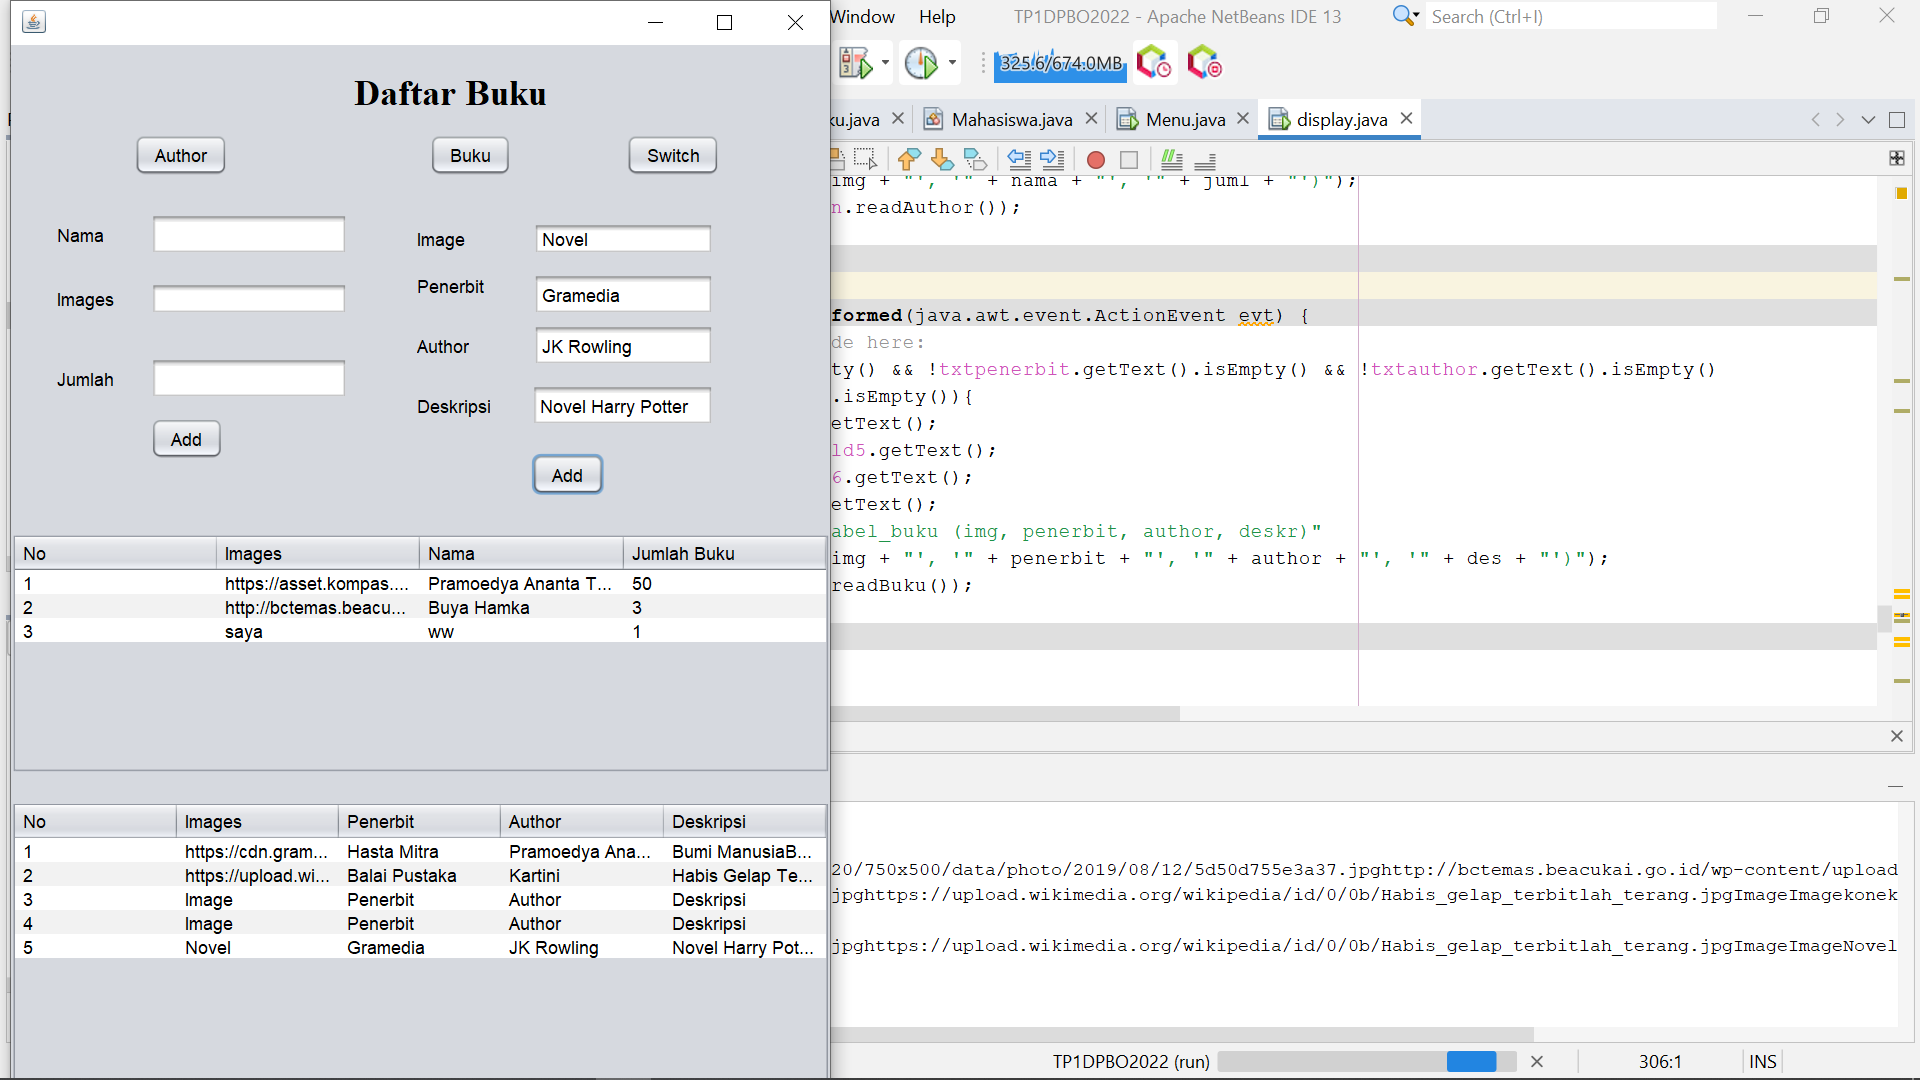 Daftar Buku
Author
Buku
Switch
Nama
Images
Jumlah
Add
Image
Novel
Penerbit
Gramedia
Author
JK Rowling
Deskripsi
Novel Harry Potter
Add
No Images Nama Jumlah Buku
1 https://asset.kompas.... Pramoedya Ananta T... 50
2 http://bctemas.beacu... Buya Hamka 3
3 saya ww 1
No Images Penerbit Author Deskripsi
1 https://cdn.gram... Hasta Mitra Pramoedya Ana... Bumi ManusiaB...
2 https://upload.wi... Balai Pustaka Kartini Habis Gelap Te...
3 Image Penerbit Author Deskripsi
4 Image Penerbit Author Deskripsi
5 Novel Gramedia JK Rowling Novel Harry Pot...
Window Help TP1DPBO2022 - Apache NetBeans IDE 13 Search (Ctrl+I)
325.6/674.0MB
ku.java Mahasiswa.java Menu.java display.java
img + "', '" + nama + "', '" + juml + "')");
n.readAuthor());
formed(java.awt.event.ActionEvent evt) {
de here:
ty() && !txtpenerbit.getText().isEmpty() && !txtauthor.getText().isEmpty()
.isEmpty()){
etText();
ld5.getText();
6.getText();
etText();
abel_buku (img, penerbit, author, deskr)"
img + "', '" + penerbit + "', '" + author + "', '" + des + "')");
readBuku());
20/750x500/data/photo/2019/08/12/5d50d755e3a37.jpghttp://bctemas.beacukai.go.id/wp-content/upload
jpghttps://upload.wikimedia.org/wikipedia/id/0/0b/Habis_gelap_terbitlah_terang.jpgImageImagekonek
jpghttps://upload.wikimedia.org/wikipedia/id/0/0b/Habis_gelap_terbitlah_terang.jpgImageImageNovel
TP1DPBO2022 (run) 306:1 INS